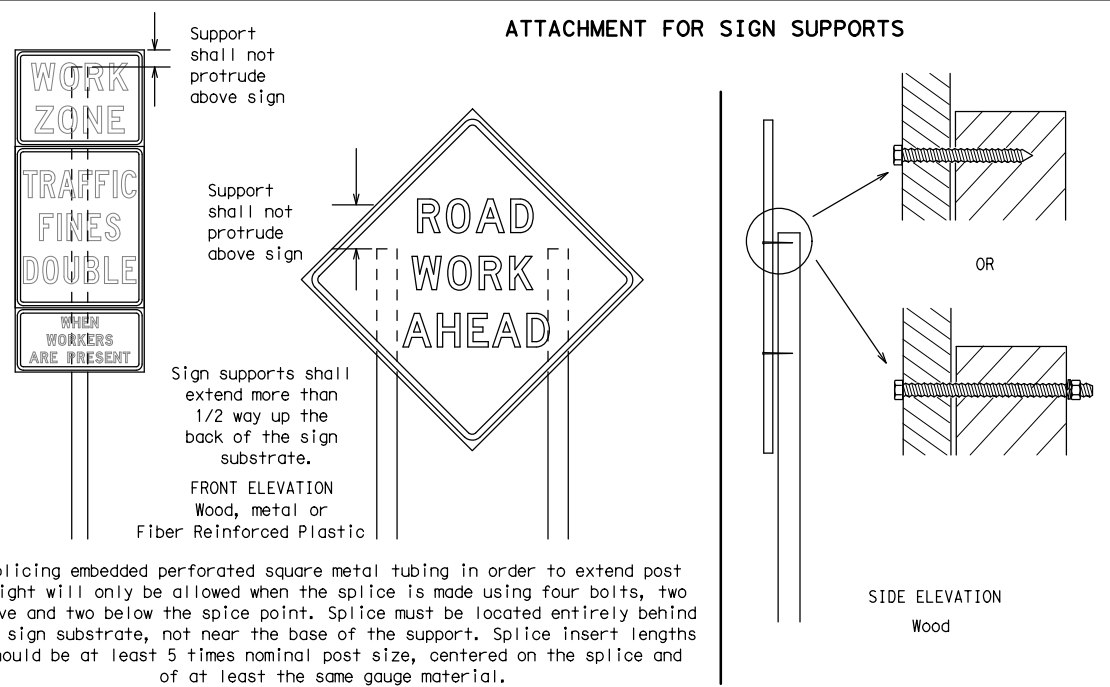 ATTACHMENT FOR SIGN SUPPORTS
Support
shall not
protrude
above sign
WORK
ZONE
TRAFFIC
FINES
DOUBLE
WHEN
WORKERS
ARE PRESENT
Support
shall not
protrude
above sign
ROAD
WORK
AHEAD
Sign supports shall
extend more than
1/2 way up the
back of the sign
substrate.
FRONT ELEVATION
Wood, metal or
Fiber Reinforced Plastic
OR
SIDE ELEVATION
Wood
plicing embedded perforated square metal tubing in order to extend post
ight will only be allowed when the splice is made using four bolts, two
ve and two below the spice point. Splice must be located entirely behind
sign substrate, not near the base of the support. Splice insert lengths
ould be at least 5 times nominal post size, centered on the splice and
of at least the same gauge material.